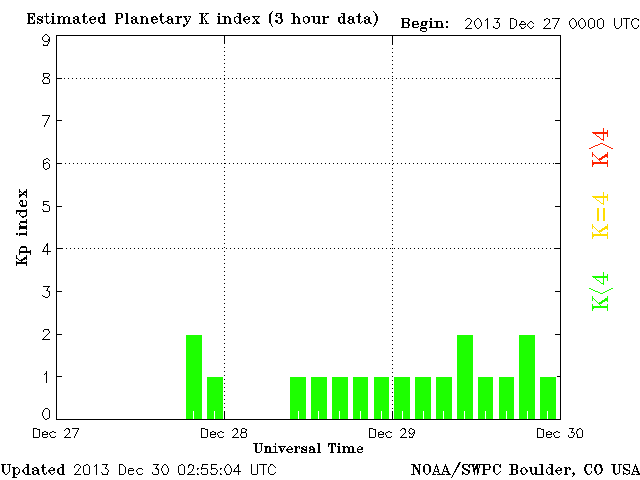 Estimated Planetary K index (3 hour data) Begin: 2013 Dec 27 0000 UTC
9
8
7
6
5
4
3
2
1
0
Kp index
K>4
K=4
K<4
Dec 27 Dec 28 Dec 29 Dec 30
Universal Time
Updated 2013 Dec 30 02:55:04 UTC NOAA/SWPC Boulder, CO USA